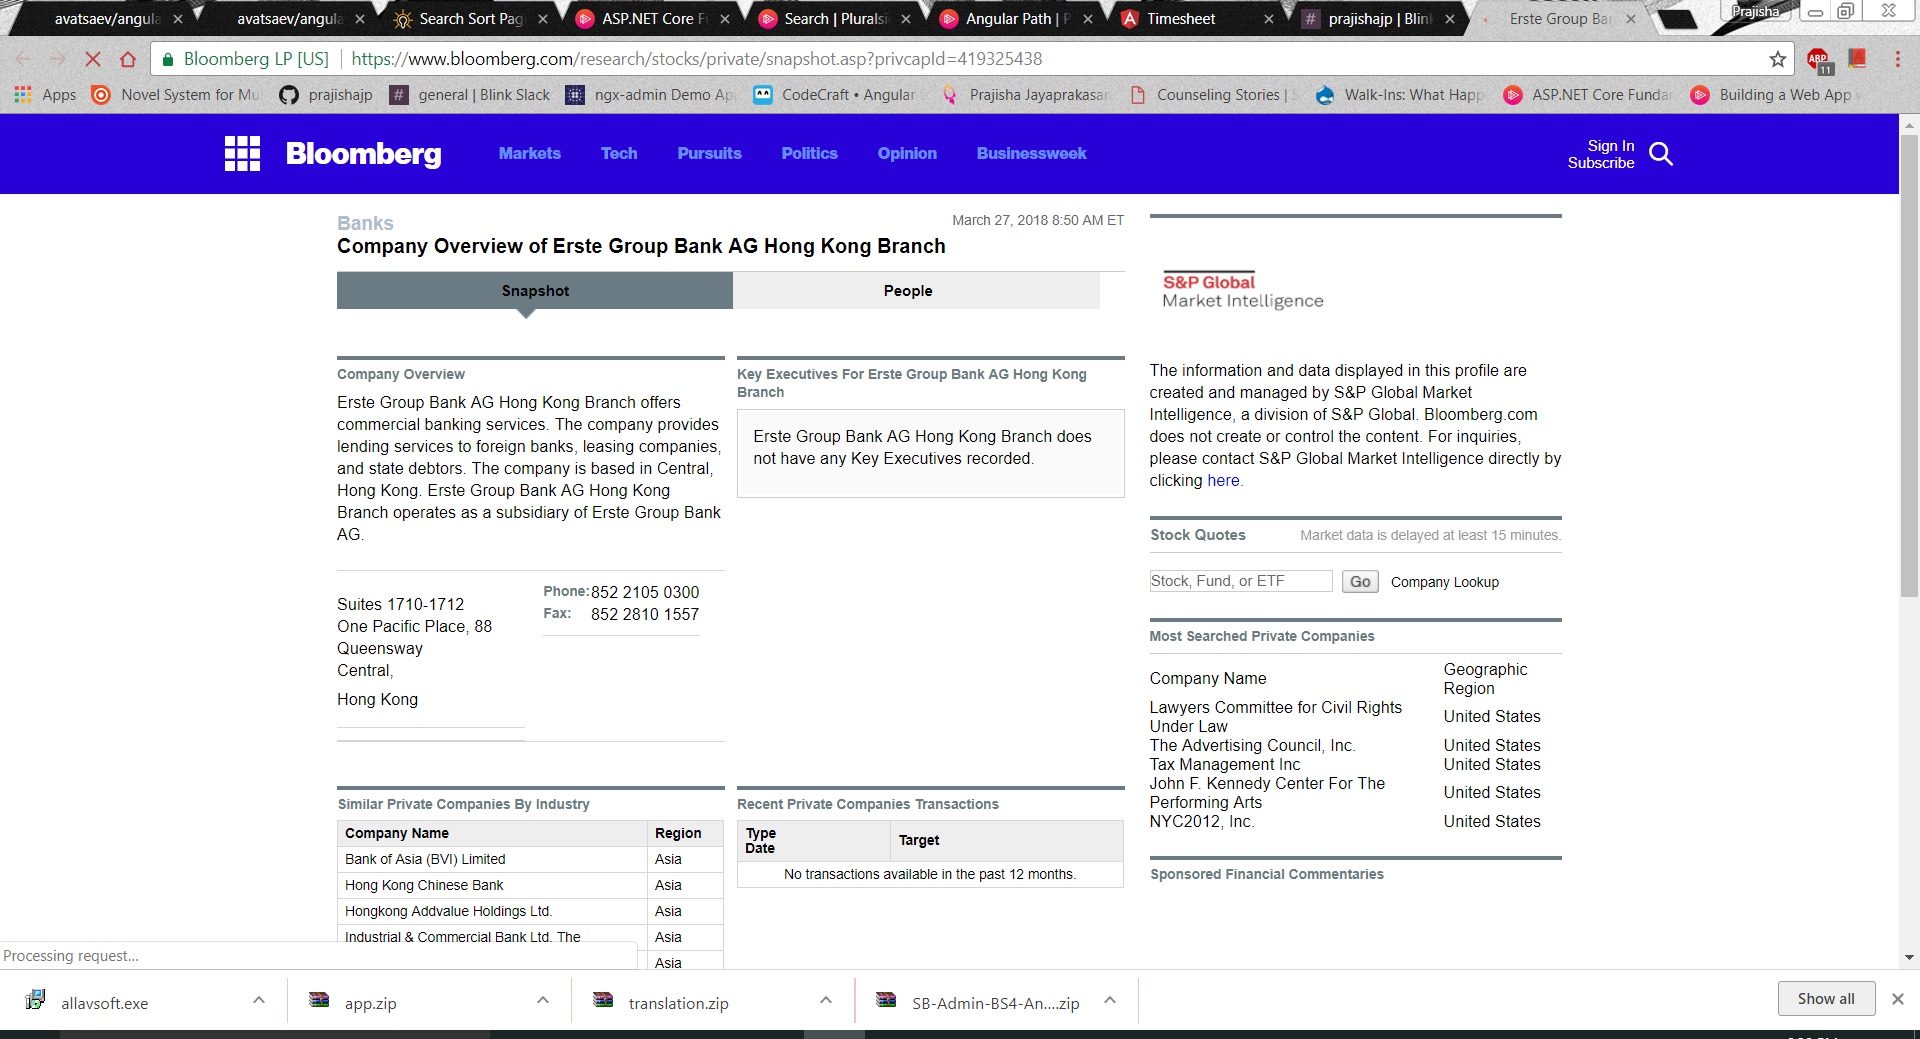 avatsaev/angula
avatsaev/angula
Search Sort Pag
ASP.NET Core F
Search | Pluralsi
Angular Path | P
Timesheet
prajishajp | Blink
Erste Group Ban
Prajisha
Bloomberg LP [US]
https://www.bloomberg.com/research/stocks/private/snapshot.asp?privcapId=419325438
ABP
11
Apps
Novel System for Mu
prajishajp
general | Blink Slack
ngx-admin Demo Ap
CodeCraft • Angular
Prajisha Jayaprakasan
Counseling Stories | S
Walk-Ins: What Happ
ASP.NET Core Funda
Building a Web App w
Bloomberg
Markets
Tech
Pursuits
Politics
Opinion
Businessweek
Sign In
Subscribe
Banks
March 27, 2018 8:50 AM ET
Company Overview of Erste Group Bank AG Hong Kong Branch
Snapshot
People
Company Overview
Erste Group Bank AG Hong Kong Branch offers
commercial banking services. The company provides
lending services to foreign banks, leasing companies,
and state debtors. The company is based in Central,
Hong Kong. Erste Group Bank AG Hong Kong
Branch operates as a subsidiary of Erste Group Bank
AG.
Suites 1710-1712
One Pacific Place, 88
Queensway
Central,
Hong Kong
Phone: 852 2105 0300
Fax: 852 2810 1557
Key Executives For Erste Group Bank AG Hong Kong
Branch
Erste Group Bank AG Hong Kong Branch does
not have any Key Executives recorded.
Similar Private Companies By Industry
Company Name Region
Bank of Asia (BVI) Limited Asia
Hong Kong Chinese Bank Asia
Hongkong Addvalue Holdings Ltd. Asia
Industrial & Commercial Bank Ltd. The Asia
Asia
Recent Private Companies Transactions
Type
Date
Target
No transactions available in the past 12 months.
S&P Global
Market Intelligence
The information and data displayed in this profile are
created and managed by S&P Global Market
Intelligence, a division of S&P Global. Bloomberg.com
does not create or control the content. For inquiries,
please contact S&P Global Market Intelligence directly by
clicking here.
Stock Quotes Market data is delayed at least 15 minutes.
Stock, Fund, or ETF
Go
Company Lookup
Most Searched Private Companies
Company Name
Geographic
Region
Lawyers Committee for Civil Rights
Under Law
United States
The Advertising Council, Inc. United States
Tax Management Inc United States
John F. Kennedy Center For The
Performing Arts
United States
NYC2012, Inc. United States
Sponsored Financial Commentaries
Processing request...
allavsoft.exe
app.zip
translation.zip
SB-Admin-BS4-An....zip
Show all